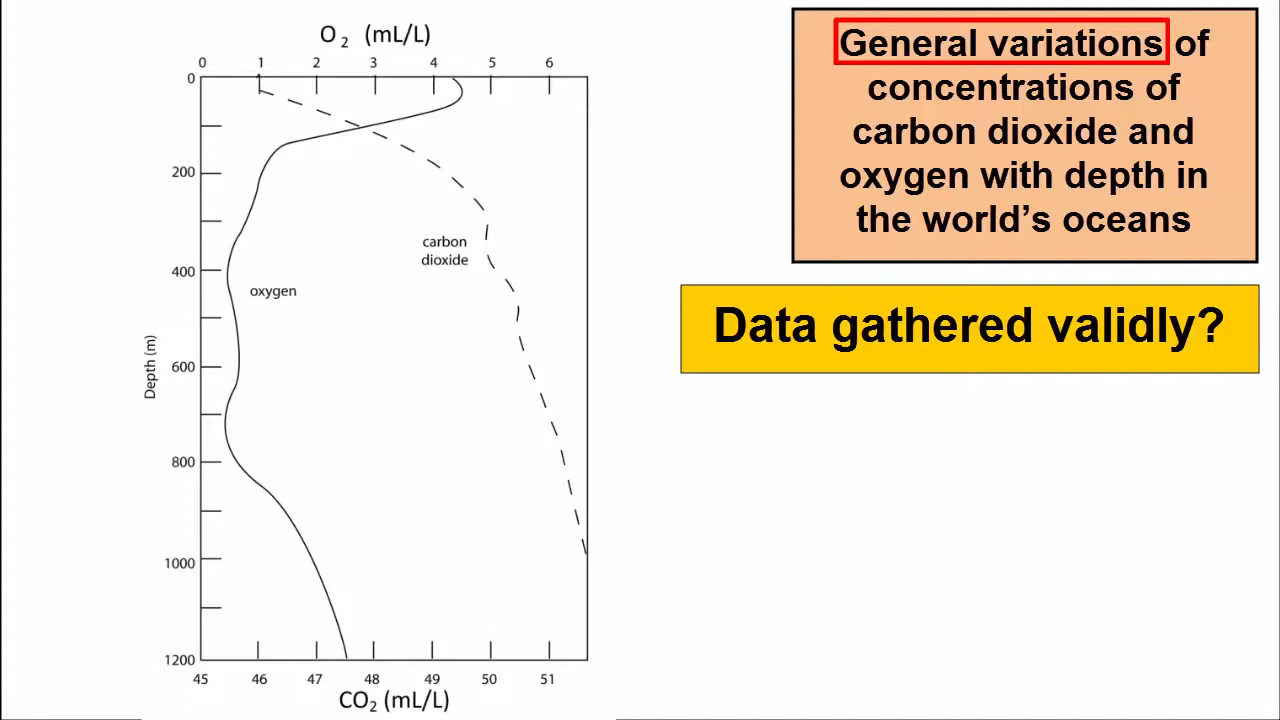 O 2 (mL/L)
0 1 2 3 4 5 6
0
200
400
600
800
1000
1200
Depth (m)
carbon
dioxide
oxygen
45 46 47 48 49 50 51
CO₂ (mL/L)
General variations of
concentrations of
carbon dioxide and
oxygen with depth in
the world's oceans
Data gathered validly?